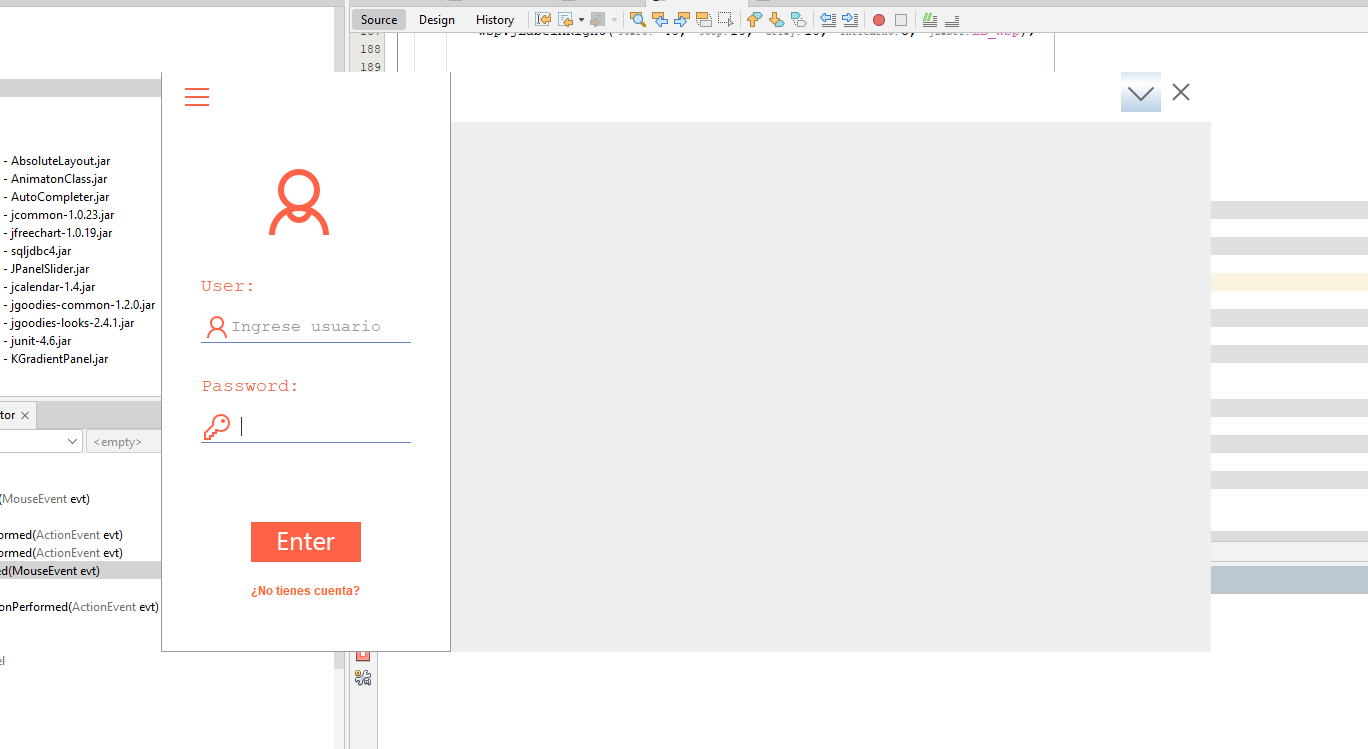 Source Design History
188
189
- AbsoluteLayout.jar
- AnimatonClass.jar
- AutoCompleter.jar
- jcommon-1.0.23.jar
- jfreechart-1.0.19.jar
- sqljdbc4.jar
- JPanelSlider.jar
- jcalendar-1.4.jar
- jgoodies-common-1.2.0.jar
- jgoodies-looks-2.4.1.jar
- junit-4.6.jar
- KGradientPanel.jar
tor
<empty>
(MouseEvent evt)
ormed(ActionEvent evt)
ormed(ActionEvent evt)
ed(MouseEvent evt)
onPerformed(ActionEvent evt)
el
User:
Ingrese usuario
Password:
Enter
¿No tienes cuenta?